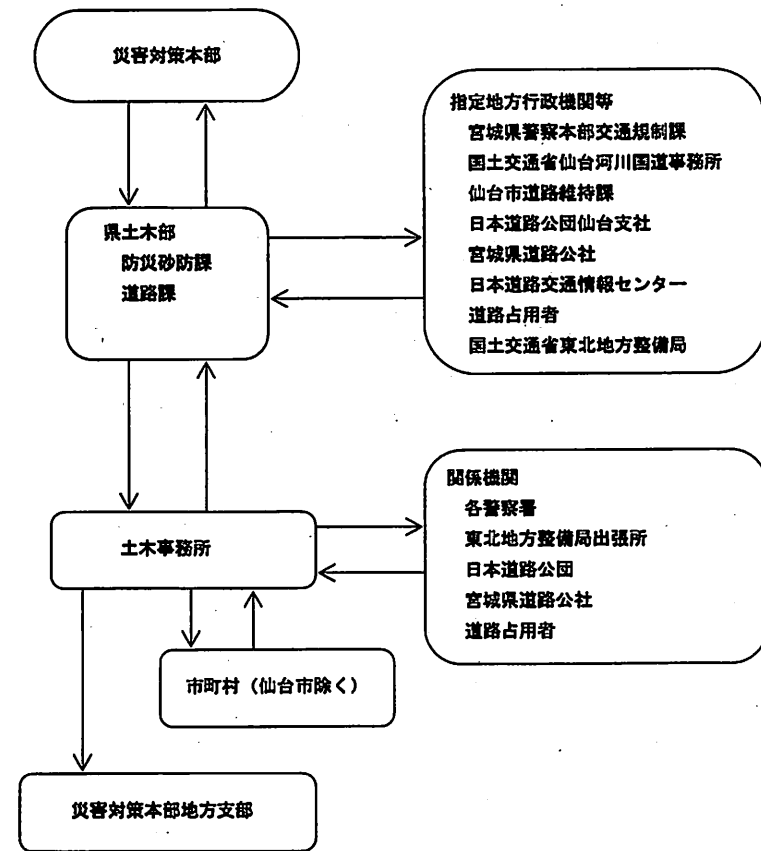 災害対策本部
指定地方行政機関等
宮城県警察本部交通規制課
国土交通省仙台河川国道事務所
仙台市道路維持課
日本道路公団仙台支社
宮城県道路公社
日本道路交通情報センター
道路占用者
国土交通省東北地方整備局
県土木部
防災砂防課
道路課
関係機関
各警察署
東北地方整備局出張所
日本道路公団
宮城県道路公社
道路占用者
土木事務所
市町村（仙台市除く）
災害対策本部地方支部